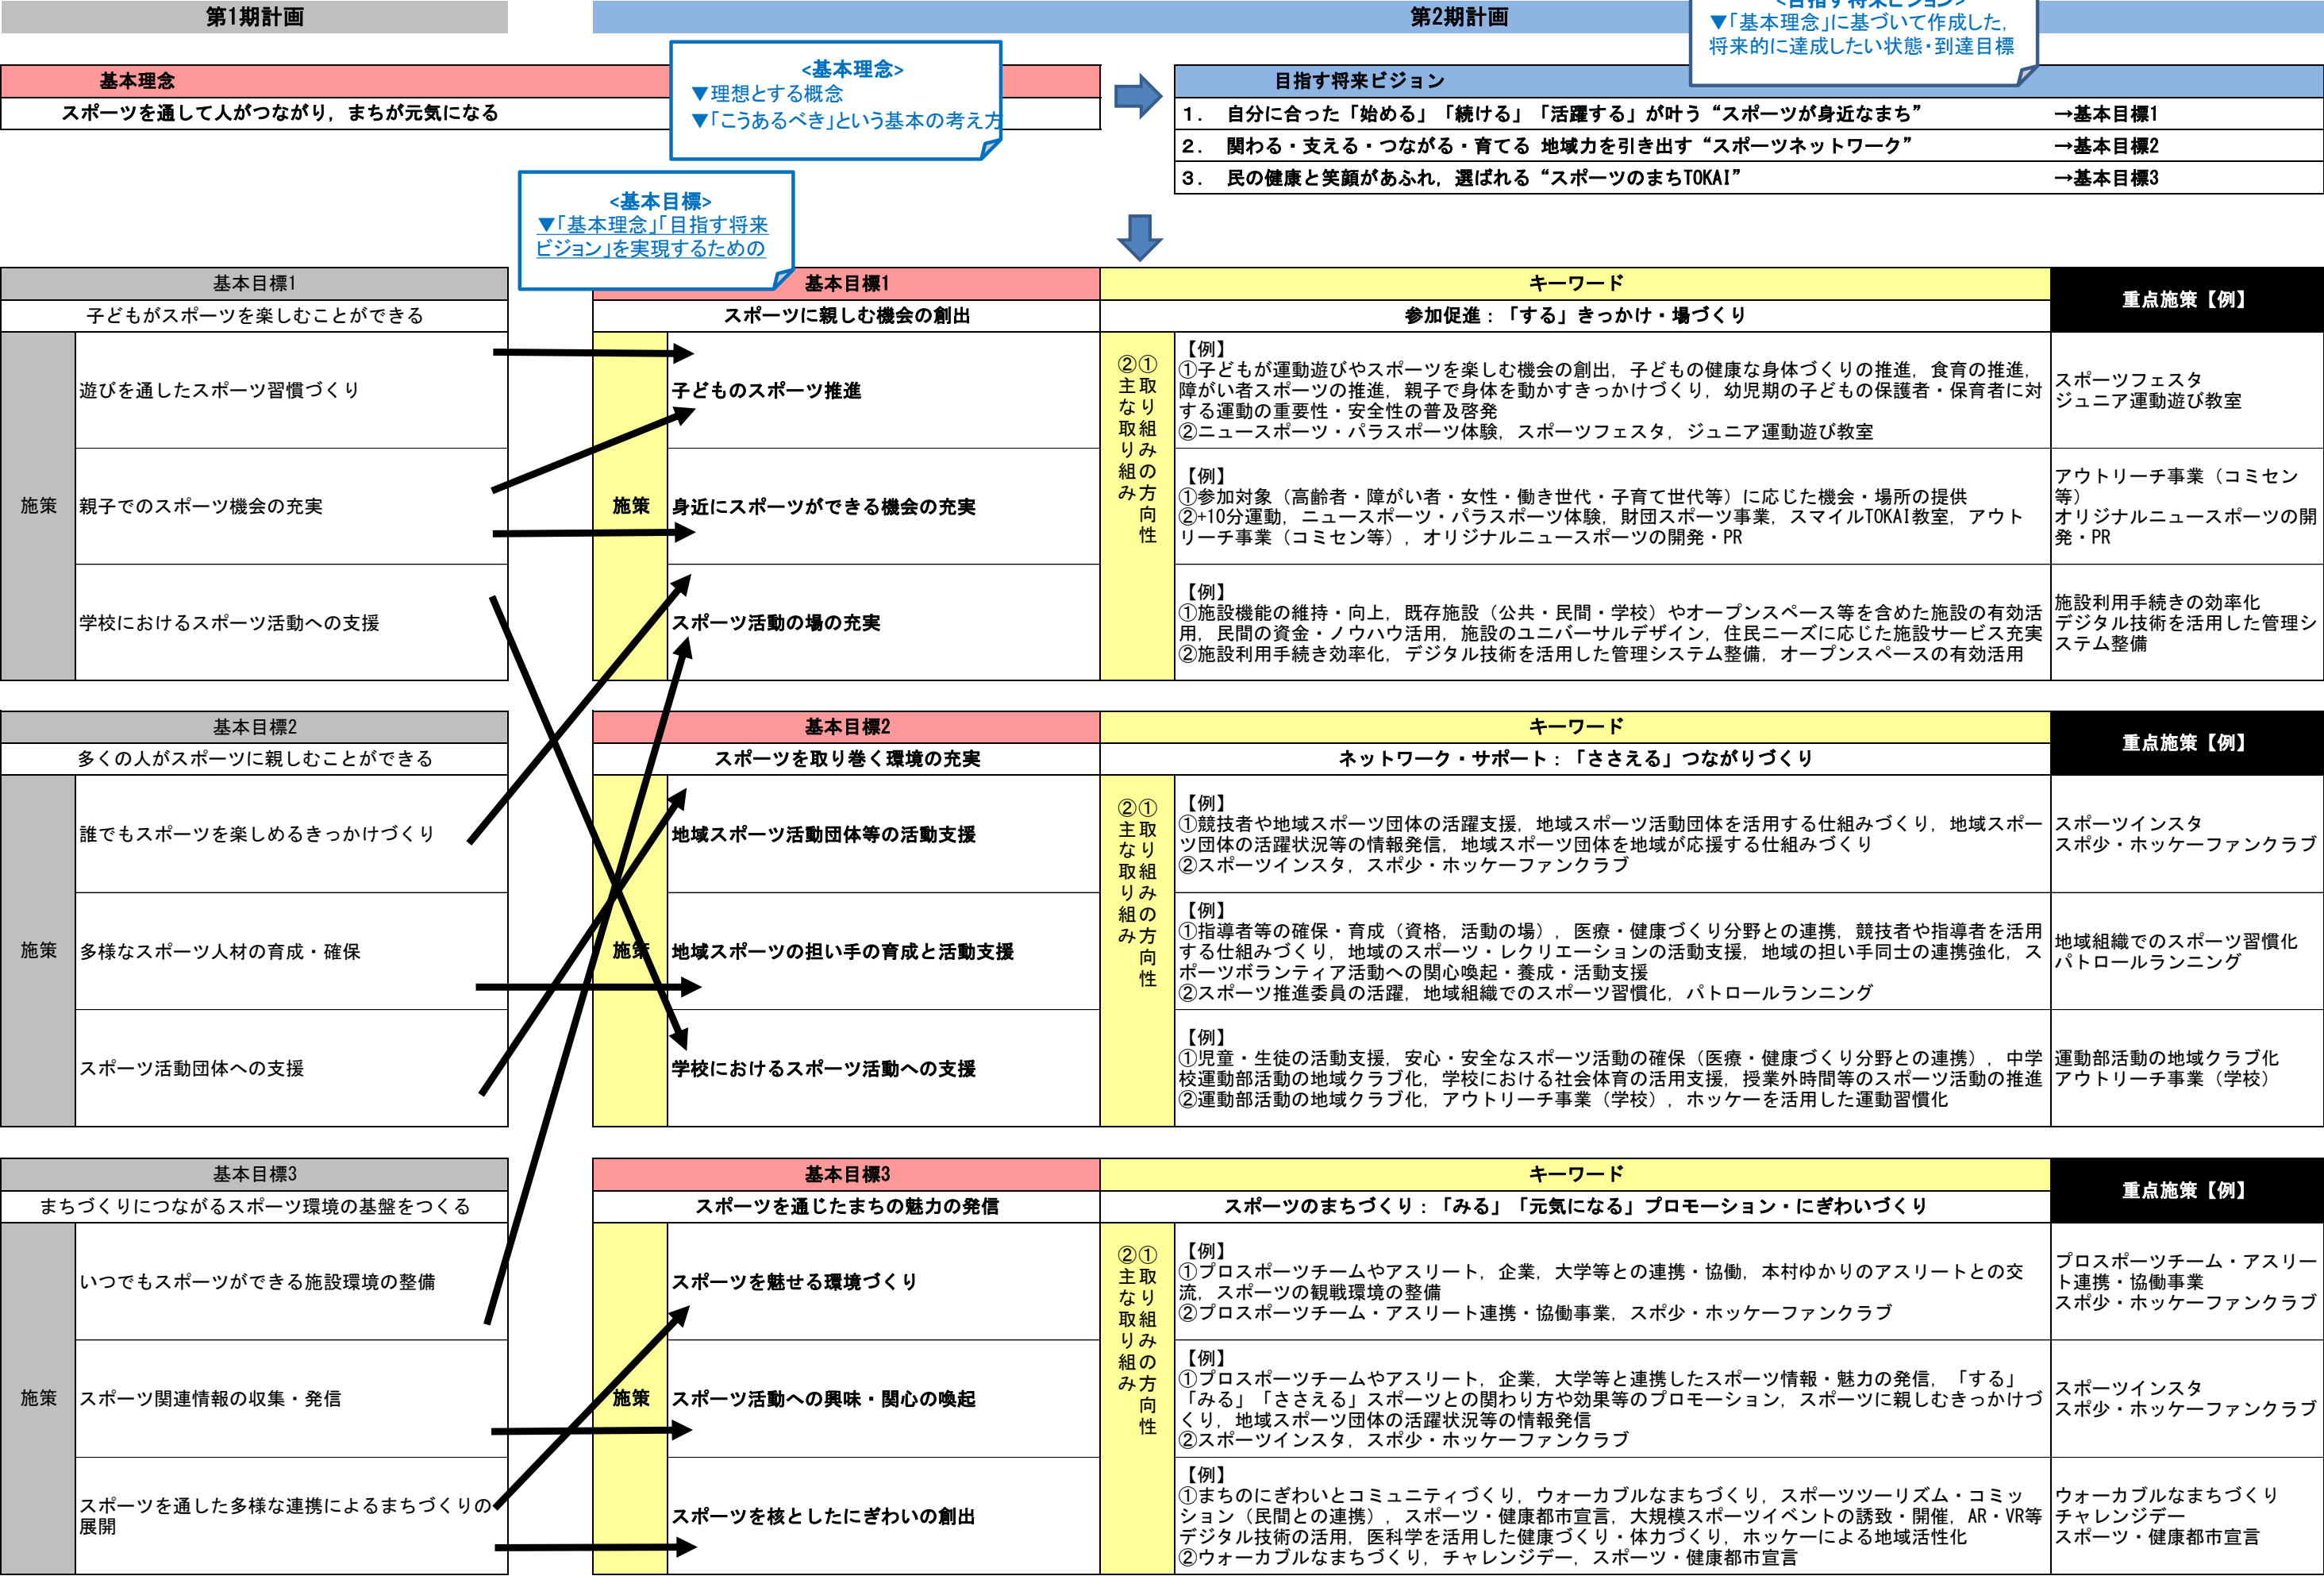 第1期計画
第2期計画
<目指す将来ビジョン>
▼「基本理念」に基づいて作成した，
将来的に達成したい状態・到達目標
基本理念
スポーツを通して人がつながり，まちが元気になる
<基本理念>
▼理想とする概念
▼「こうあるべき」という基本の考え方
目指す将来ビジョン
1． 自分に合った「始める」「続ける」「活躍する」が叶う“スポーツが身近なまち” →基本目標1
2． 関わる・支える・つながる・育てる 地域力を引き出す“スポーツネットワーク” →基本目標2
3． 民の健康と笑顔があふれ，選ばれる“スポーツのまちTOKAI” →基本目標3
<基本目標>
▼「基本理念」「目指す将来
ビジョン」を実現するための
基本目標1
子どもがスポーツを楽しむことができる
施策
遊びを通したスポーツ習慣づくり
親子でのスポーツ機会の充実
学校におけるスポーツ活動への支援
基本目標1
スポーツに親しむ機会の創出
施策
子どものスポーツ推進
身近にスポーツができる機会の充実
スポーツ活動の場の充実
キーワード
参加促進：「する」きっかけ・場づくり
①取り組みの方向性
②主な取り組み
【例】
①子どもが運動遊びやスポーツを楽しむ機会の創出，子どもの健康な身体づくりの推進，食育の推進，
障がい者スポーツの推進，親子で身体を動かすきっかけづくり，幼児期の子どもの保護者・保育者に対
する運動の重要性・安全性の普及啓発
②ニュースポーツ・パラスポーツ体験，スポーツフェスタ，ジュニア運動遊び教室
【例】
①参加対象（高齢者・障がい者・女性・働き世代・子育て世代等）に応じた機会・場所の提供
②+10分運動，ニュースポーツ・パラスポーツ体験，財団スポーツ事業，スマイルTOKAI教室，アウト
リーチ事業（コミセン等），オリジナルニュースポーツの開発・PR
【例】
①施設機能の維持・向上，既存施設（公共・民間・学校）やオープンスペース等を含めた施設の有効活
用，民間の資金・ノウハウ活用，施設のユニバーサルデザイン，住民ニーズに応じた施設サービス充実
②施設利用手続き効率化，デジタル技術を活用した管理システム整備，オープンスペースの有効活用
重点施策【例】
スポーツフェスタ
ジュニア運動遊び教室
アウトリーチ事業（コミセン
等）
オリジナルニュースポーツの開
発・PR
施設利用手続きの効率化
デジタル技術を活用した管理シ
ステム整備
基本目標2
多くの人がスポーツに親しむことができる
施策
誰でもスポーツを楽しめるきっかけづくり
多様なスポーツ人材の育成・確保
スポーツ活動団体への支援
基本目標2
スポーツを取り巻く環境の充実
施策
地域スポーツ活動団体等の活動支援
地域スポーツの担い手の育成と活動支援
学校におけるスポーツ活動への支援
キーワード
ネットワーク・サポート：「ささえる」つながりづくり
①取り組みの方向性
②主な取り組み
【例】
①競技者や地域スポーツ団体の活躍支援，地域スポーツ活動団体を活用する仕組みづくり，地域スポー
ツ団体の活躍状況等の情報発信，地域スポーツ団体を地域が応援する仕組みづくり
②スポーツインスタ，スポ少・ホッケーファンクラブ
【例】
①指導者等の確保・育成（資格，活動の場），医療・健康づくり分野との連携，競技者や指導者を活用
する仕組みづくり，地域のスポーツ・レクリエーションの活動支援，地域の担い手同士の連携強化，ス
ポーツボランティア活動への関心喚起・養成・活動支援
②スポーツ推進委員の活躍，地域組織でのスポーツ習慣化，パトロールランニング
【例】
①児童・生徒の活動支援，安心・安全なスポーツ活動の確保（医療・健康づくり分野との連携），中学
校運動部活動の地域クラブ化，学校における社会体育の活用支援，授業外時間等のスポーツ活動の推進
②運動部活動の地域クラブ化，アウトリーチ事業（学校），ホッケーを活用した運動習慣化
重点施策【例】
スポーツインスタ
スポ少・ホッケーファンクラブ
地域組織でのスポーツ習慣化
パトロールランニング
運動部活動の地域クラブ化
アウトリーチ事業（学校）
基本目標3
まちづくりにつながるスポーツ環境の基盤をつくる
施策
いつでもスポーツができる施設環境の整備
スポーツ関連情報の収集・発信
スポーツを通した多様な連携によるまちづくりの
展開
基本目標3
スポーツを通じたまちの魅力の発信
施策
スポーツを魅せる環境づくり
スポーツ活動への興味・関心の喚起
スポーツを核としたにぎわいの創出
キーワード
スポーツのまちづくり：「みる」「元気になる」プロモーション・にぎわいづくり
①取り組みの方向性
②主な取り組み
【例】
①プロスポーツチームやアスリート，企業，大学等との連携・協働，本村ゆかりのアスリートとの交
流，スポーツの観戦環境の整備
②プロスポーツチーム・アスリート連携・協働事業，スポ少・ホッケーファンクラブ
【例】
①プロスポーツチームやアスリート，企業，大学等と連携したスポーツ情報・魅力の発信，「する」
「みる」「ささえる」スポーツとの関わり方や効果等のプロモーション，スポーツに親しむきっかけづ
くり，地域スポーツ団体の活躍状況等の情報発信
②スポーツインスタ，スポ少・ホッケーファンクラブ
【例】
①まちのにぎわいとコミュニティづくり，ウォーカブルなまちづくり，スポーツツーリズム・コミッ
ション（民間との連携），スポーツ・健康都市宣言，大規模スポーツイベントの誘致・開催，AR・VR等
デジタル技術の活用，医科学を活用した健康づくり・体力づくり，ホッケーによる地域活性化
②ウォーカブルなまちづくり，チャレンジデー，スポーツ・健康都市宣言
重点施策【例】
プロスポーツチーム・アスリー
ト連携・協働事業
スポ少・ホッケーファンクラブ
スポーツインスタ
スポ少・ホッケーファンクラブ
ウォーカブルなまちづくり
チャレンジデー
スポーツ・健康都市宣言